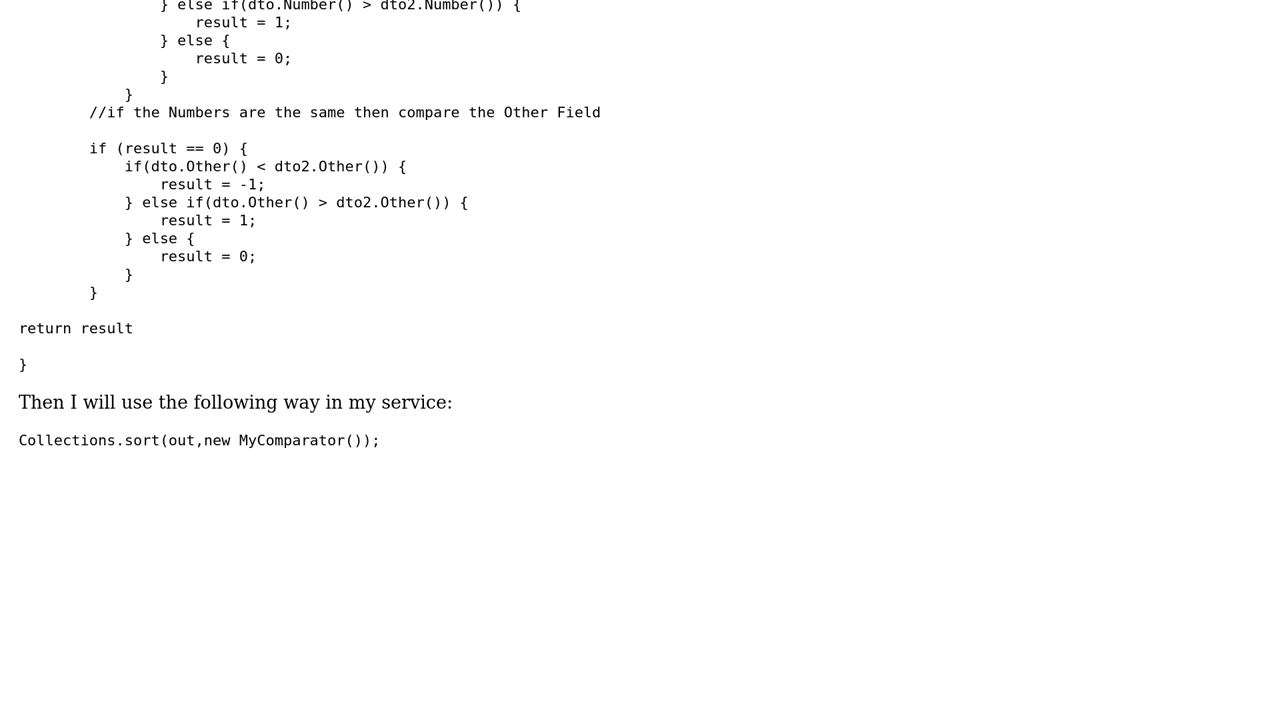 } else if(dto.Number() > dto2.Number()) {
                    result = 1;
                } else {
                    result = 0;
                }
            }
        //if the Numbers are the same then compare the Other Field

        if (result == 0) {
            if(dto.Other() < dto2.Other()) {
                result = -1;
            } else if(dto.Other() > dto2.Other()) {
                result = 1;
            } else {
                result = 0;
            }
        }

return result

}
Then I will use the following way in my service:
Collections.sort(out,new MyComparator());